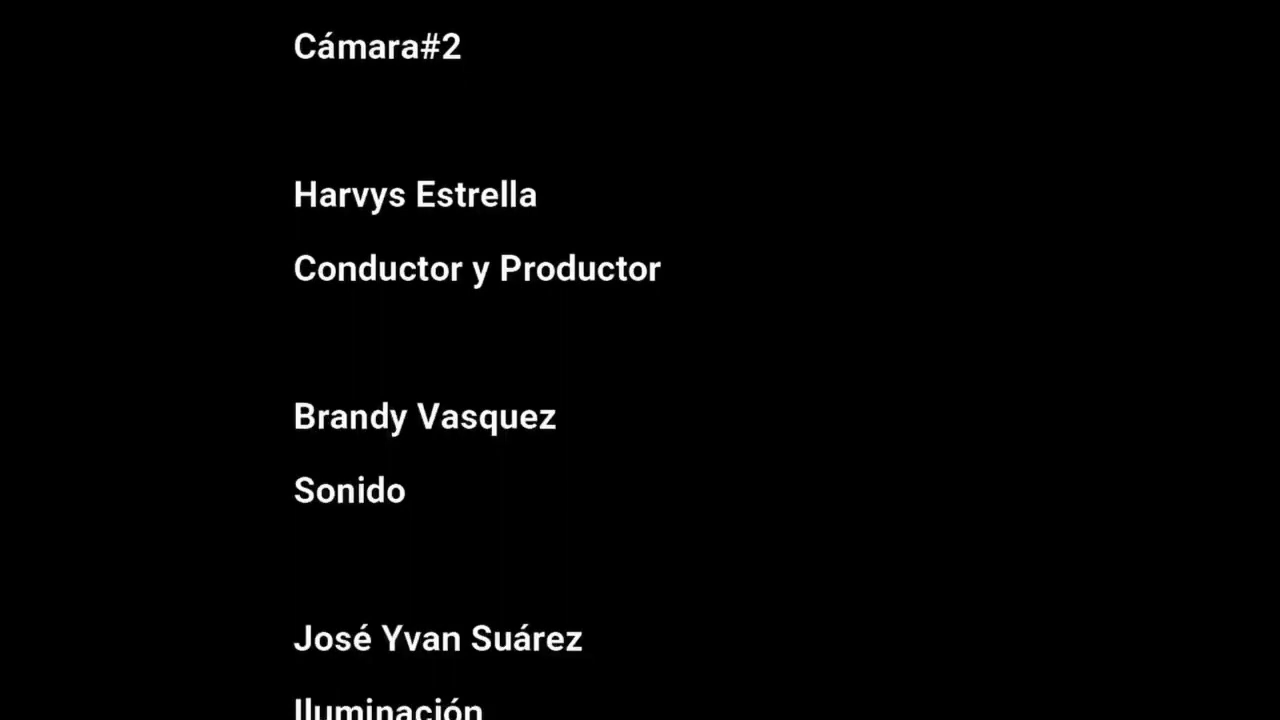 Cámara#2
Harvys Estrella
Conductor y Productor
Brandy Vasquez
Sonido
José Yvan Suárez
Iluminación